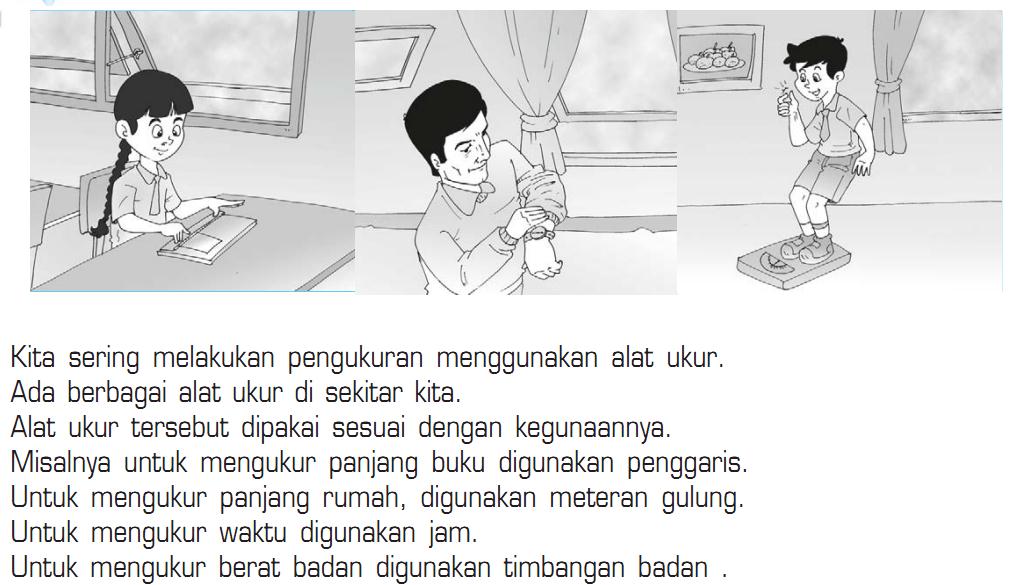 Kita sering melakukan pengukuran menggunakan alat ukur.
Ada berbagai alat ukur di sekitar kita.
Alat ukur tersebut dipakai sesuai dengan kegunaannya.
Misalnya untuk mengukur panjang buku digunakan penggaris.
Untuk mengukur panjang rumah, digunakan meteran gulung.
Untuk mengukur waktu digunakan jam.
Untuk mengukur berat badan digunakan timbangan badan .